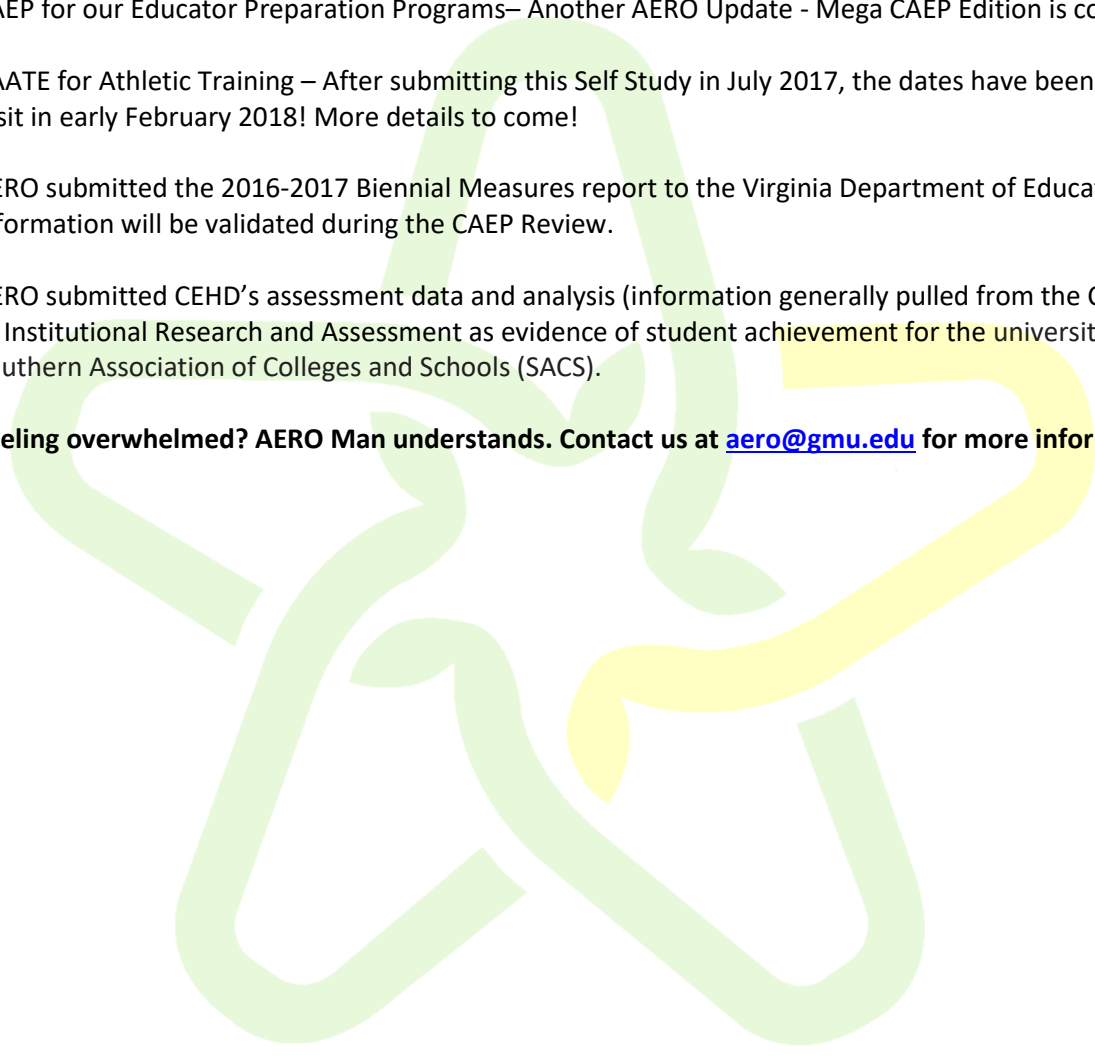 AEP for our Educator Preparation Programs– Another AERO Update - Mega CAEP Edition is co
AATE for Athletic Training – After submitting this Self Study in July 2017, the dates have been
sit in early February 2018! More details to come!
ERO submitted the 2016-2017 Biennial Measures report to the Virginia Department of Educat
formation will be validated during the CAEP Review.
ERO submitted CEHD’s assessment data and analysis (information generally pulled from the
Institutional Research and Assessment as evidence of student achievement for the universit
uthern Association of Colleges and Schools (SACS).
eling overwhelmed? AERO Man understands. Contact us at aero@gmu.edu for more infor